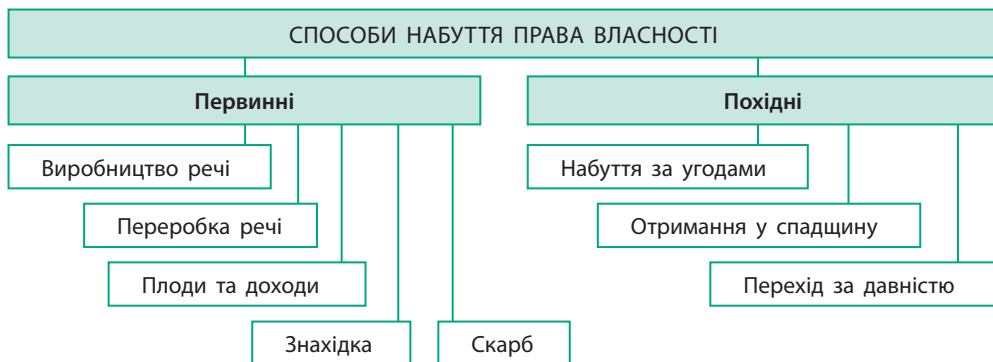 СПОСОБИ НАБУТТЯ ПРАВА ВЛАСНОСТІ
Первинні
Похідні
Виробництво речі
Набуття за угодами
Переробка речі
Отримання у спадщину
Плоди та доходи
Перехід за давністю
Знахідка
Скарб